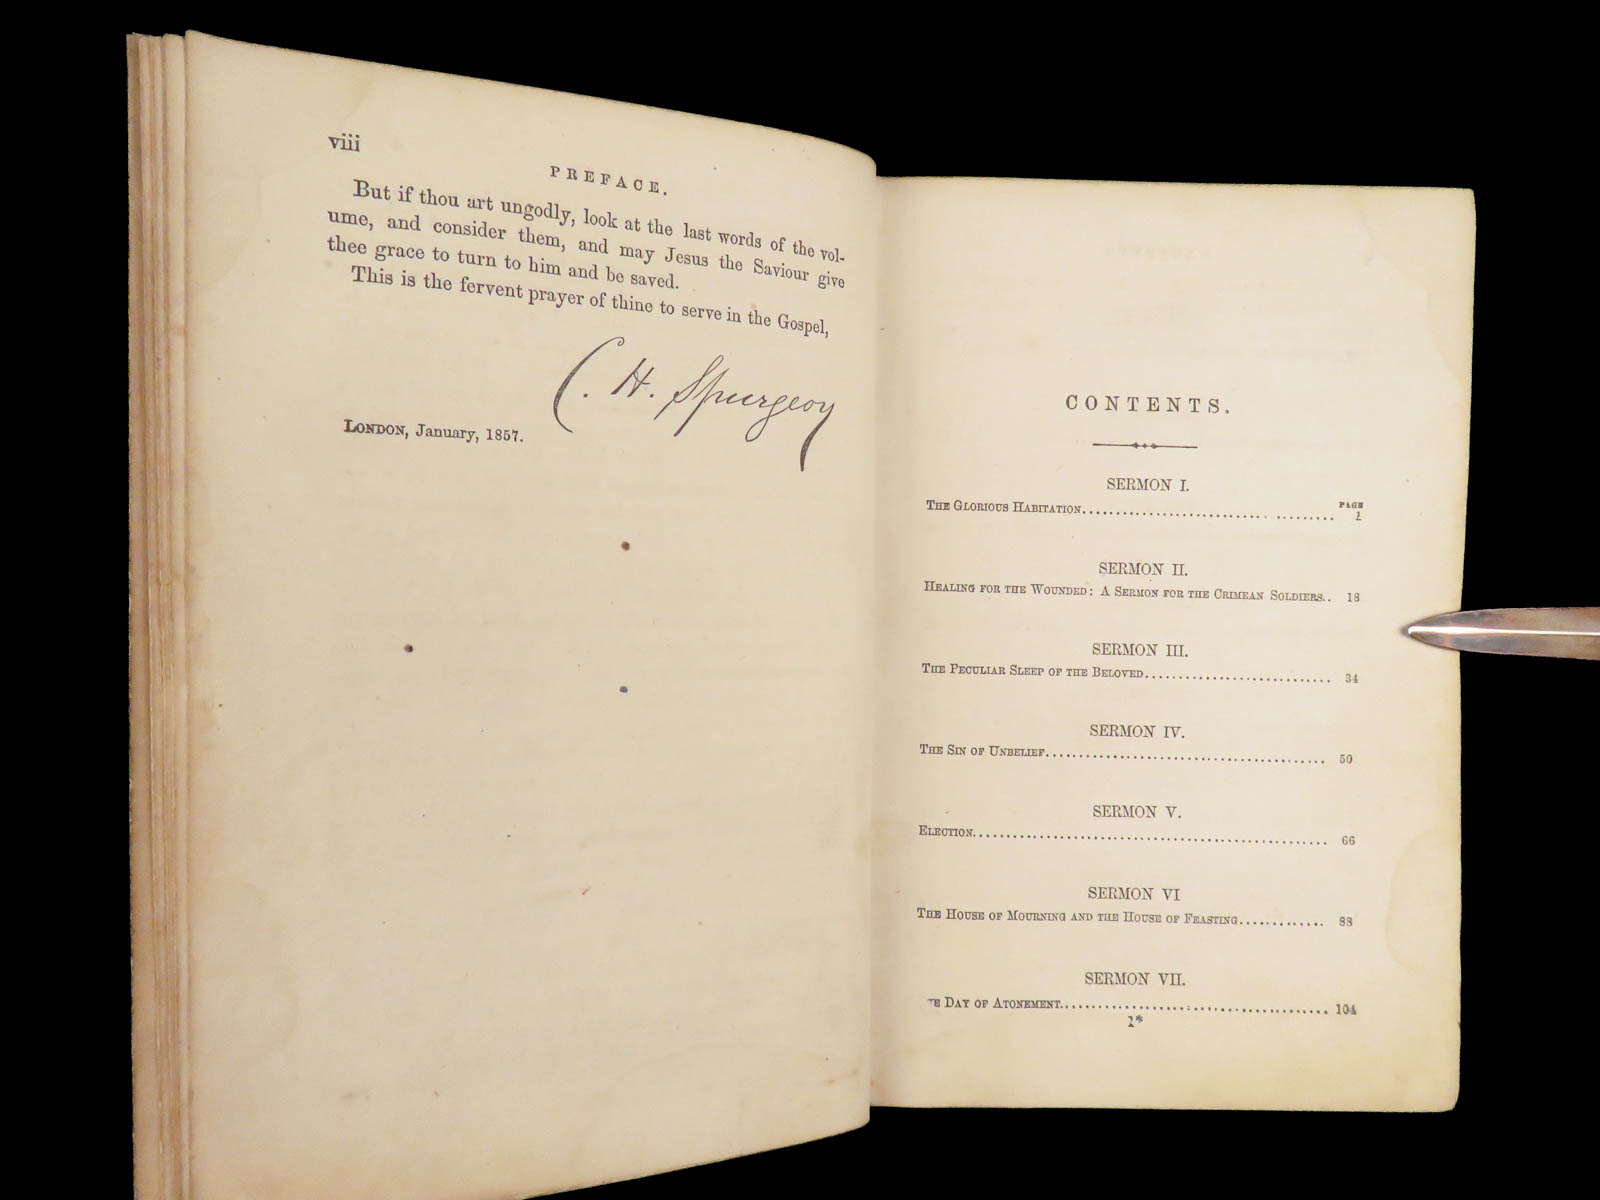 viii
PREFACE.
But if thou art ungodly, look at the last words of the vol-
ume, and consider them, and may Jesus the Saviour give
thee grace to turn to him and be saved.
This is the fervent prayer of thine to serve in the Gospel,
C. H. Spurgeon
LONDON, January, 1857.
CONTENTS.
SERMON I.
PAGE
THE GLORIOUS HABITATION 1
SERMON II.
HEALING FOR THE WOUNDED: A SERMON FOR THE CRIMEAN SOLDIERS.. 18
SERMON III.
THE PECULIAR SLEEP OF THE BELOVED 34
SERMON IV.
THE SIN OF UNBELIEF 50
SERMON V.
ELECTION 66
SERMON VI
THE HOUSE OF MOURNING AND THE HOUSE OF FEASTING 88
SERMON VII.
E DAY OF ATONEMENT 104
1*